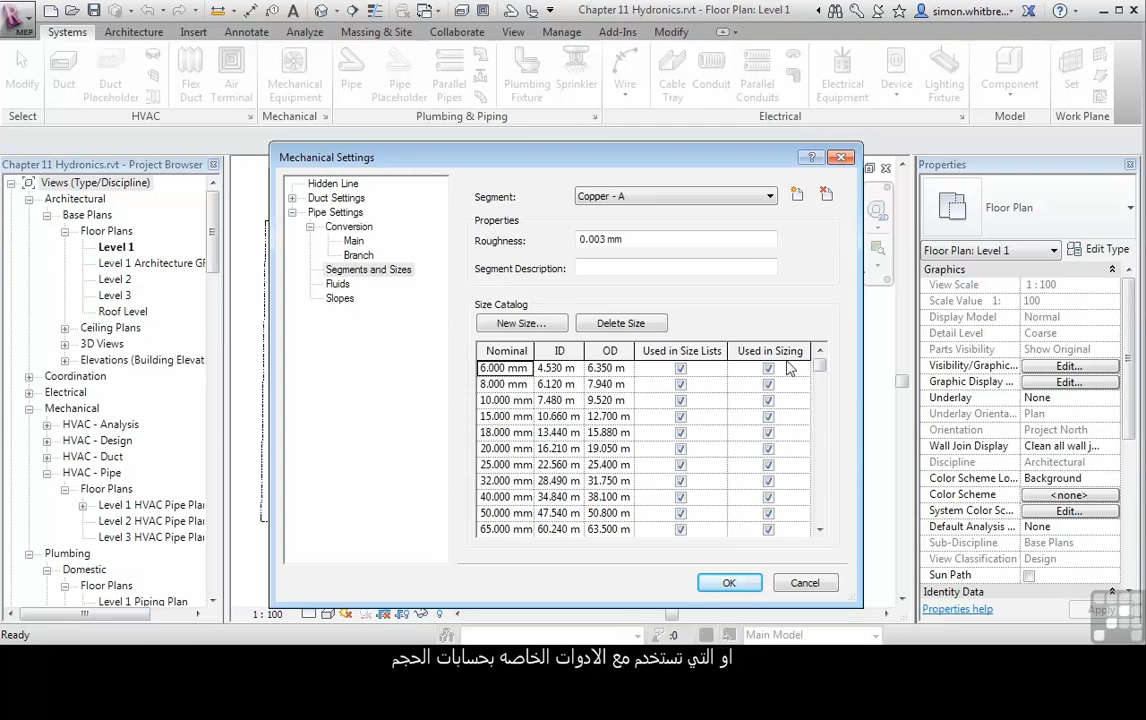 Chapter 11 Hydronics.rvt - Floor Plan: Level 1
simon.whitbre...
MEP
Systems Architecture Insert Annotate Analyze Massing & Site Collaborate View Manage Add-Ins Modify
Modify Duct Duct Placeholder Flex Duct Air Terminal Mechanical Equipment Pipe Pipe Placeholder Parallel Pipes Plumbing Fixture Sprinkler Wire Cable Tray Conduit Parallel Conduits Electrical Equipment Device Lighting Fixture Component Set
Select HVAC Mechanical Plumbing & Piping Electrical Model Work Plane
Chapter 11 Hydronics.rvt - Project Browser
Views (Type/Discipline)
Architectural
Base Plans
Floor Plans
Level 1
Level 1 Architecture GF
Level 2
Level 3
Roof Level
Ceiling Plans
3D Views
Elevations (Building Elevat
Coordination
Electrical
Mechanical
HVAC - Analysis
HVAC - Design
HVAC - Duct
HVAC - Pipe
Floor Plans
Level 1 HVAC Pipe Plan
Level 2 HVAC Pipe Plan
Level 3 HVAC Pipe Plan
Plumbing
Domestic
Floor Plans
Level 1 Piping Plan
Mechanical Settings
Hidden Line
Duct Settings
Pipe Settings
Conversion
Main
Branch
Segments and Sizes
Fluids
Slopes
Segment: Copper - A
Properties
Roughness: 0.003 mm
Segment Description:
Size Catalog
New Size... Delete Size
Nominal ID OD Used in Size Lists Used in Sizing
6.000 mm 4.530 m 6.350 m
8.000 mm 6.120 m 7.940 m
10.000 mm 7.480 m 9.520 m
15.000 mm 10.660 m 12.700 m
18.000 mm 13.440 m 15.880 m
20.000 mm 16.210 m 19.050 m
25.000 mm 22.560 m 25.400 m
32.000 mm 28.490 m 31.750 m
40.000 mm 34.840 m 38.100 m
50.000 mm 47.540 m 50.800 m
65.000 mm 60.240 m 63.500 m
OK Cancel
Properties
Floor Plan
Floor Plan: Level 1 Edit Type
Graphics
View Scale 1 : 100
Scale Value 1: 100
Display Model Normal
Detail Level Coarse
Parts Visibility Show Original
Visibility/Graphic... Edit...
Graphic Display ... Edit...
Underlay None
Underlay Orienta... Plan
Orientation Project North
Wall Join Display Clean all wall j...
Discipline Architectural
Color Scheme Lo... Background
Color Scheme <none>
System Color Sc... Edit...
Default Analysis ... None
Sub-Discipline Base Plans
View Classification Design
Sun Path
Identity Data
Properties help Apply
1 : 100
Ready :0 Main Model
او التي تستخدم مع الادوات الخاصه بحسابات الحجم